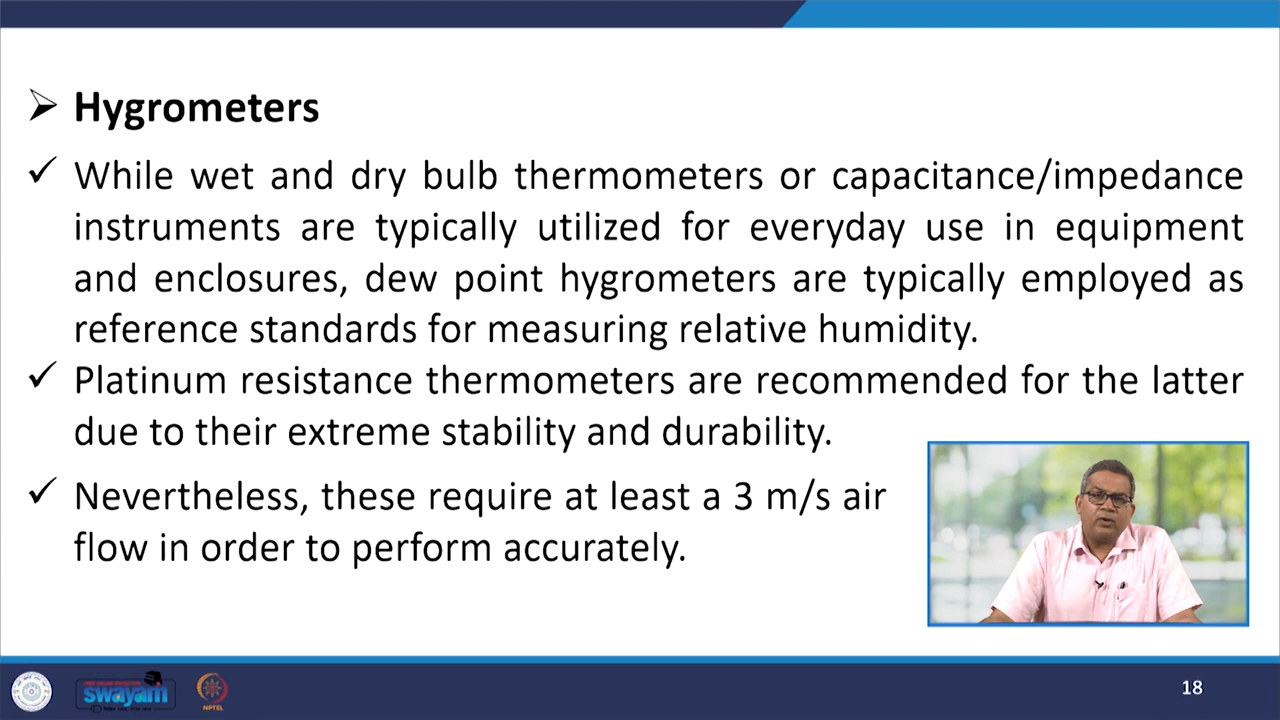 ➢ Hygrometers
✓ While wet and dry bulb thermometers or capacitance/impedance
instruments are typically utilized for everyday use in equipment
and enclosures, dew point hygrometers are typically employed as
reference standards for measuring relative humidity.
✓ Platinum resistance thermometers are recommended for the latter
due to their extreme stability and durability.
✓ Nevertheless, these require at least a 3 m/s air
flow in order to perform accurately.
swayam
NPTEL
18